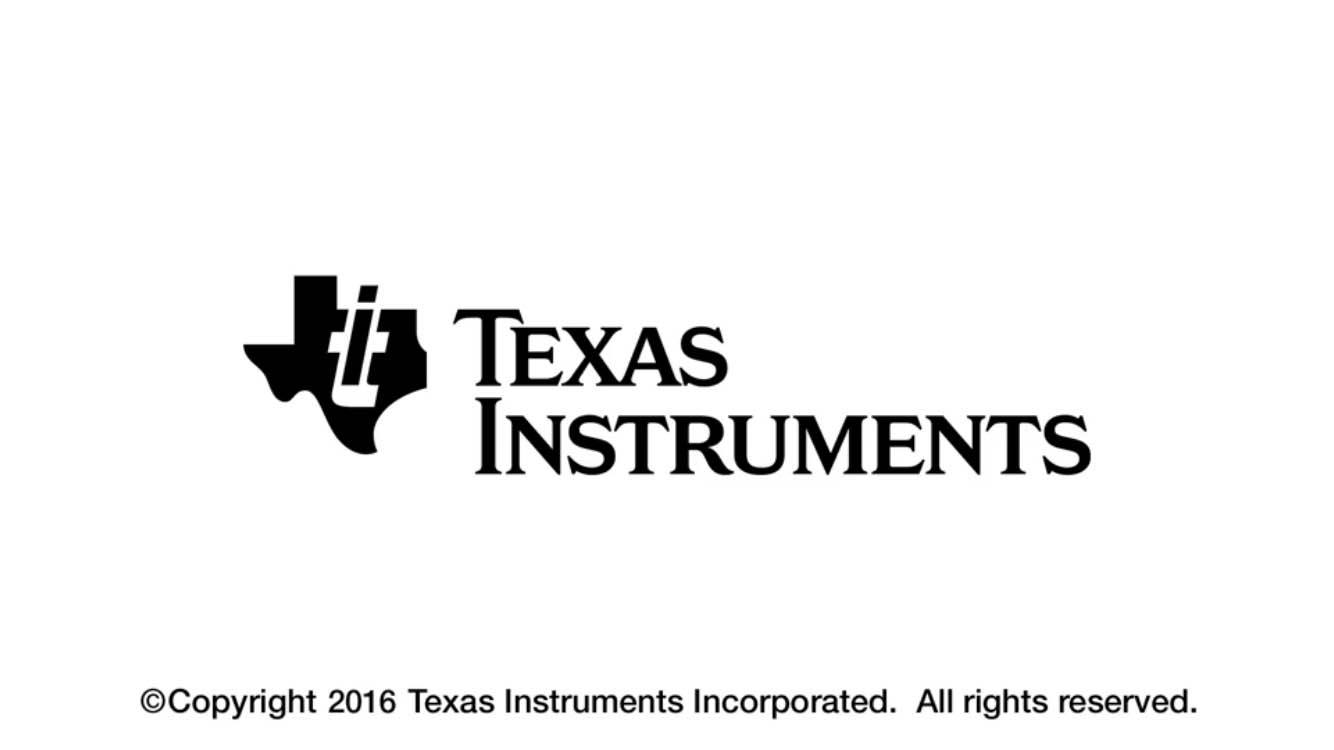 TEXAS
INSTRUMENTS
©Copyright 2016 Texas Instruments Incorporated.  All rights reserved.